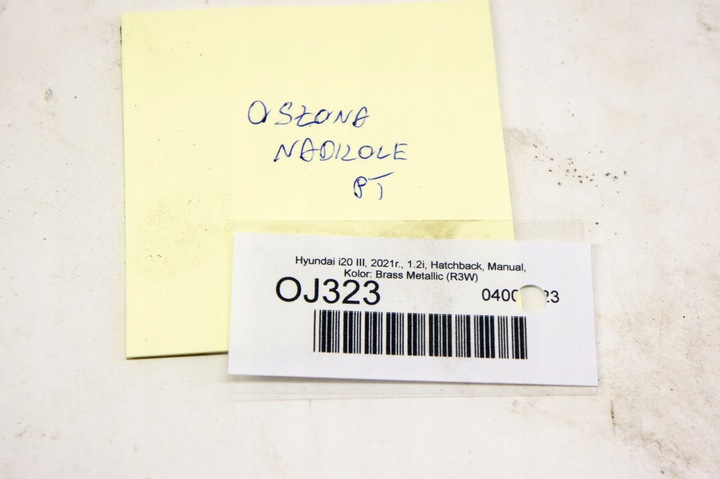 OSŁONA
NADKOLE
PT
Hyundai i20 III, 2021r., 1.2i, Hatchback, Manual,
Kolor: Brass Metallic (R3W)
OJ323